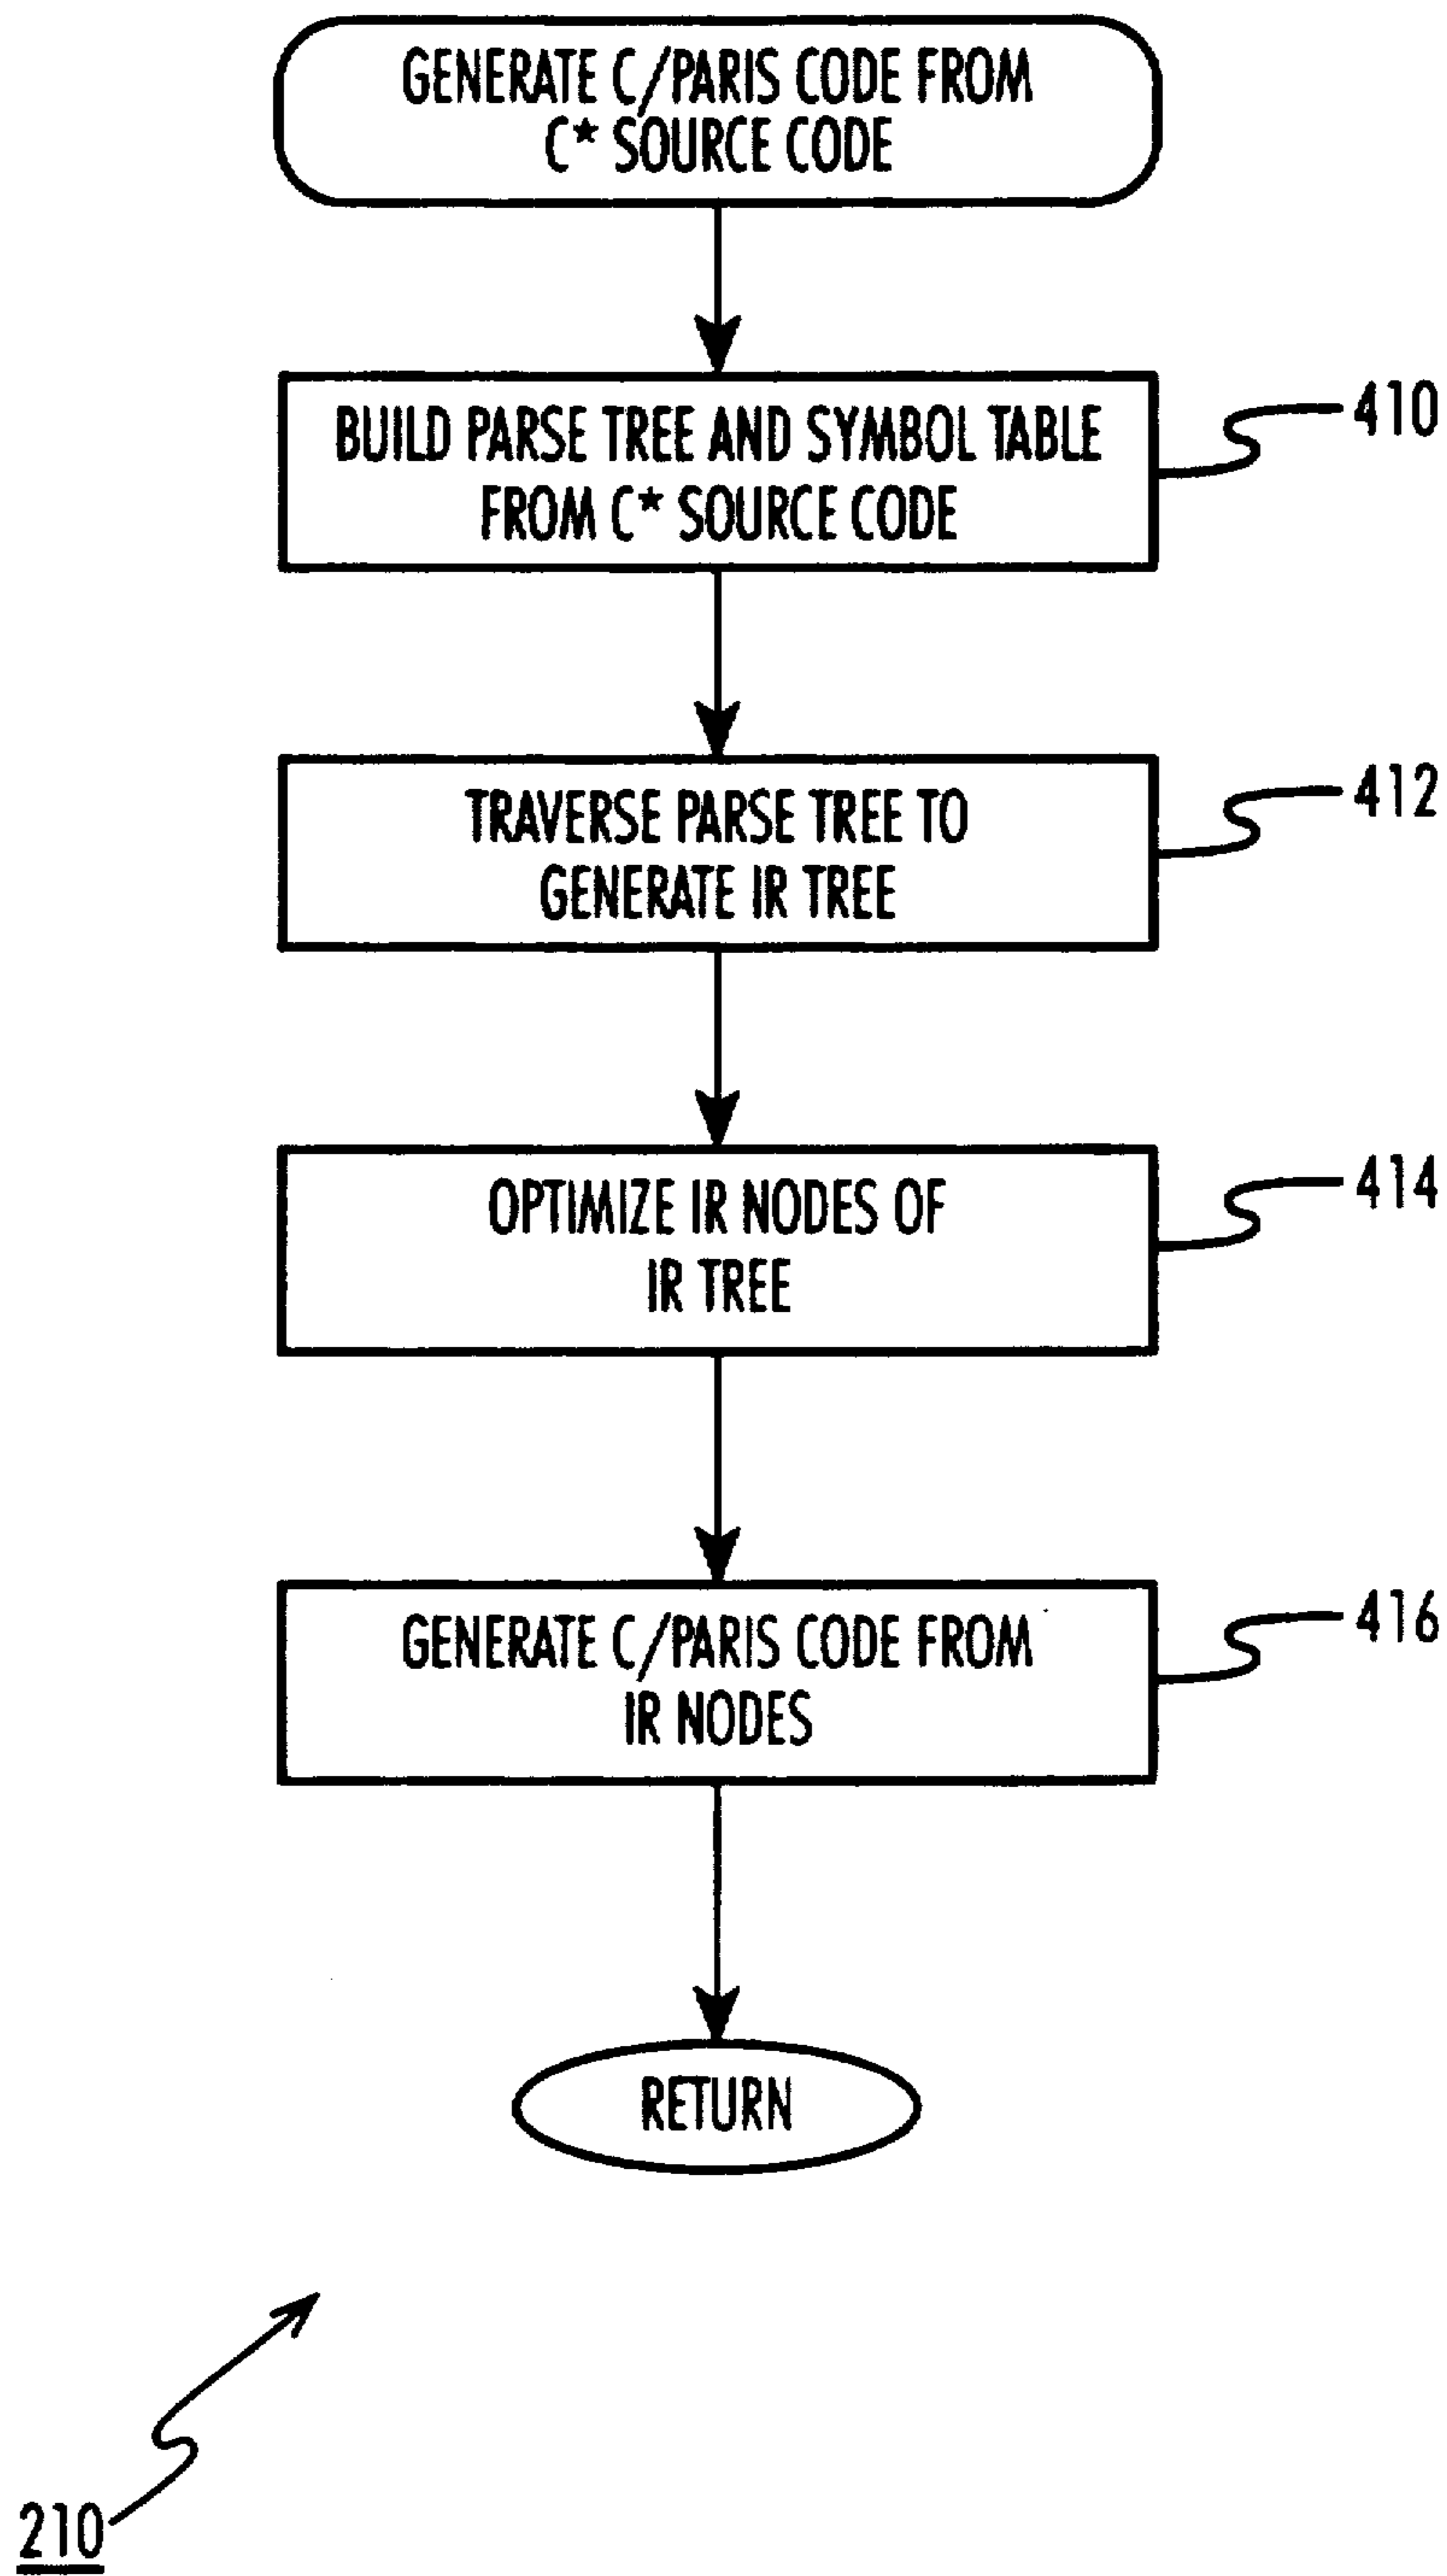 GENERATE C/PARIS CODE FROM
C* SOURCE CODE
BUILD PARSE TREE AND SYMBOL TABLE
FROM C* SOURCE CODE
410
TRAVERSE PARSE TREE TO
GENERATE IR TREE
412
OPTIMIZE IR NODES OF
IR TREE
414
GENERATE C/PARIS CODE FROM
IR NODES
416
RETURN
210